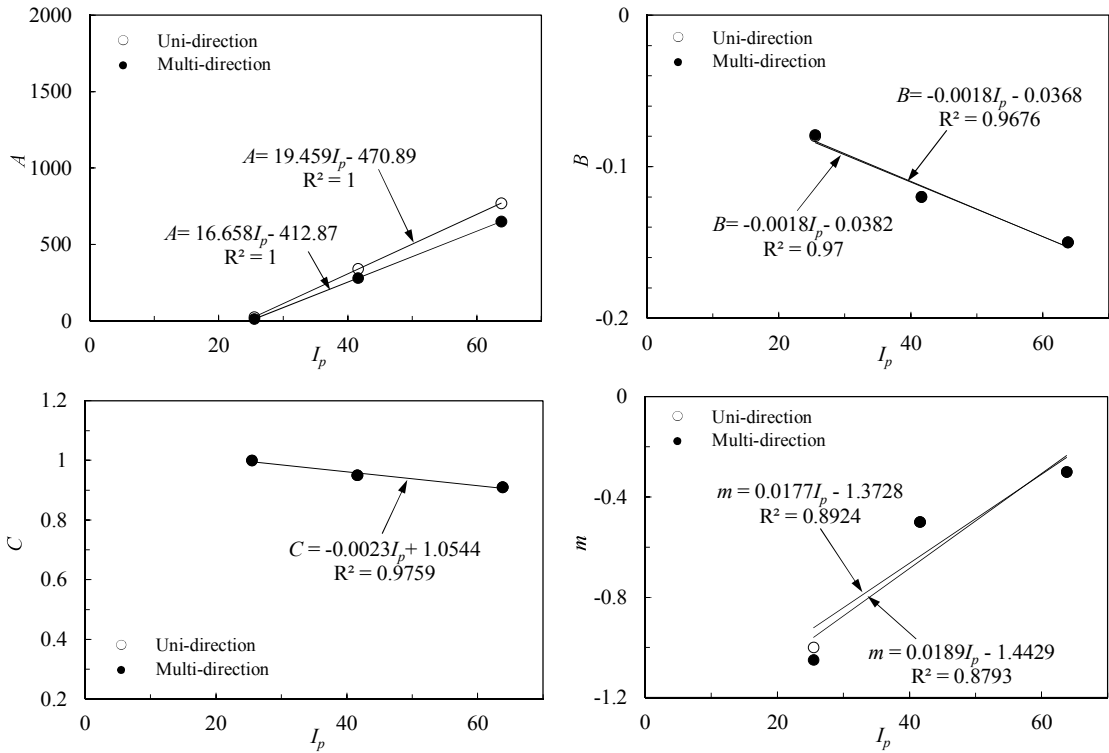 2000
1500
1000
500
0
A
Uni-direction
Multi-direction
A= 19.459Ip- 470.89
R² = 1
A= 16.658Ip- 412.87
R² = 1
0
20
40
60
Ip
0
-0.1
-0.2
B
Uni-direction
Multi-direction
B= -0.0018Ip - 0.0368
R² = 0.9676
B= -0.0018Ip - 0.0382
R² = 0.97
0
20
40
60
Ip
1.2
1
0.8
0.6
0.4
0.2
C
C = -0.0023Ip+ 1.0544
R² = 0.9759
Uni-direction
Multi-direction
0
20
40
60
Ip
0
-0.4
-0.8
-1.2
m
Uni-direction
Multi-direction
m = 0.0177Ip - 1.3728
R² = 0.8924
m = 0.0189Ip - 1.4429
R² = 0.8793
0
20
40
60
Ip